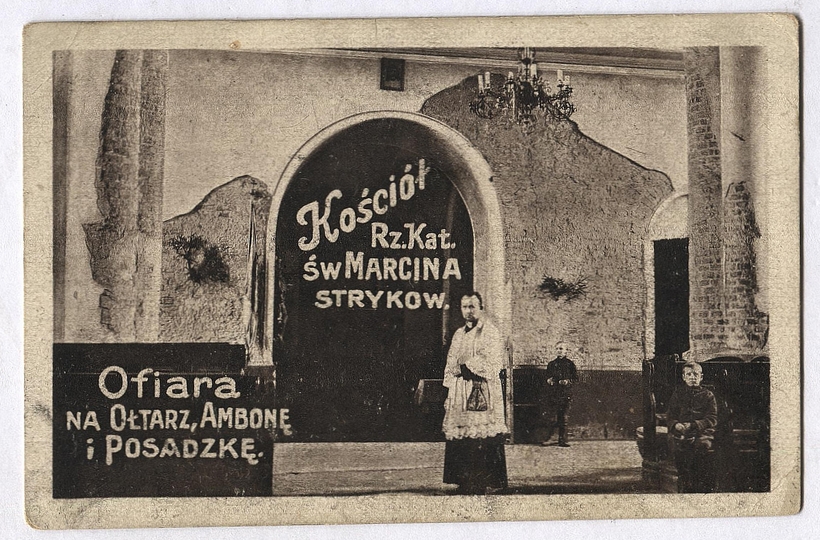 Kościół
Rz.Kat.
św MARCINA
STRYKOW.
Ofiara
NA OŁTARZ, AMBONĘ
i POSADZKĘ.